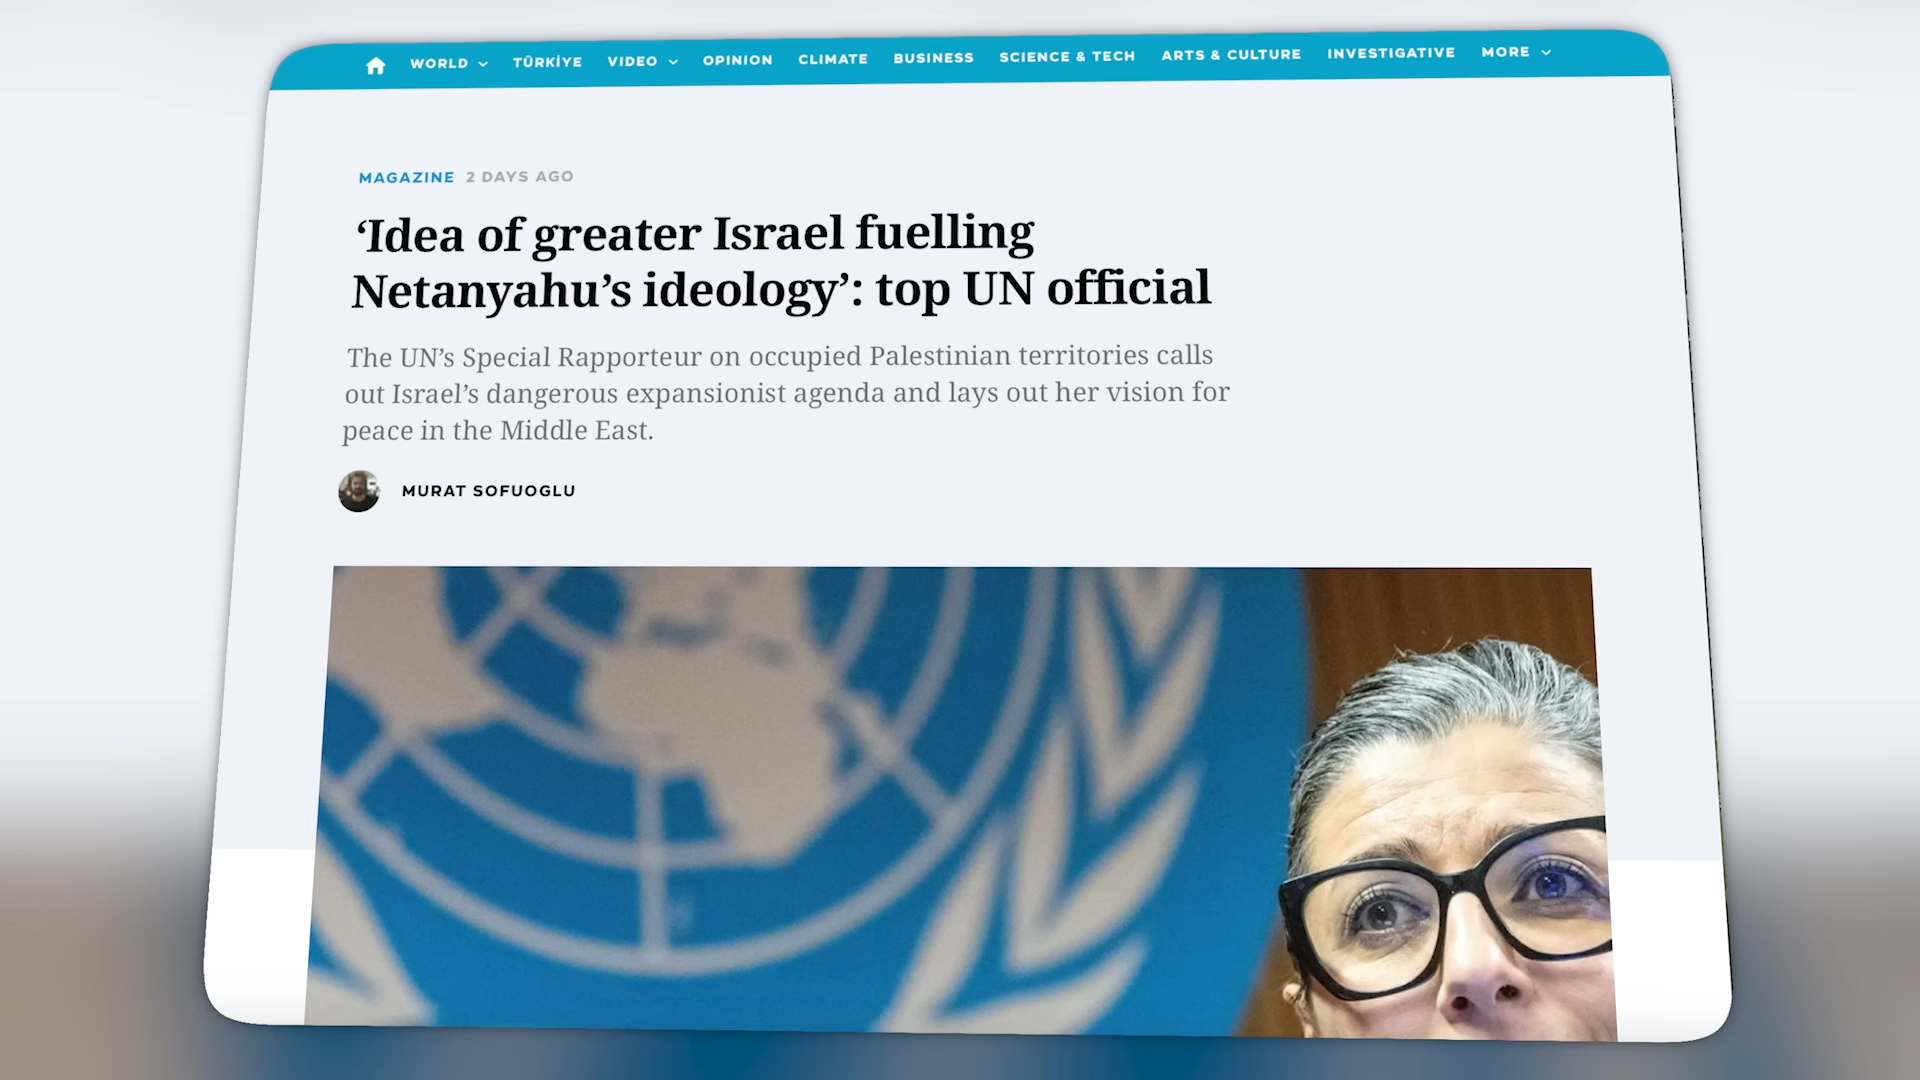 WORLD TÜRKİYE VIDEO OPINION CLIMATE BUSINESS SCIENCE & TECH ARTS & CULTURE INVESTIGATIVE MORE
MAGAZINE 2 DAYS AGO
‘Idea of greater Israel fuelling
Netanyahu’s ideology’: top UN official
The UN’s Special Rapporteur on occupied Palestinian territories calls
out Israel’s dangerous expansionist agenda and lays out her vision for
peace in the Middle East.
MURAT SOFUOGLU